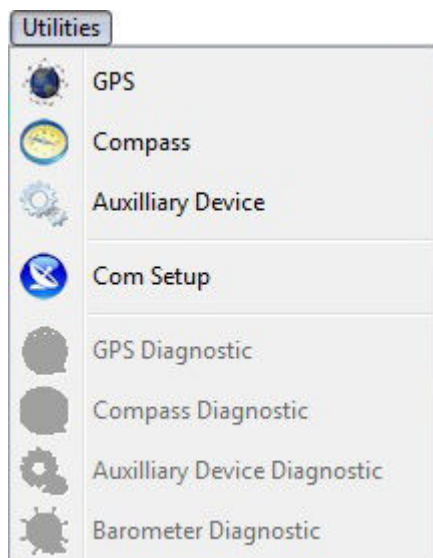 Utilities
GPS
Compass
Auxilliary Device
Com Setup
GPS Diagnostic
Compass Diagnostic
Auxilliary Device Diagnostic
Barometer Diagnostic